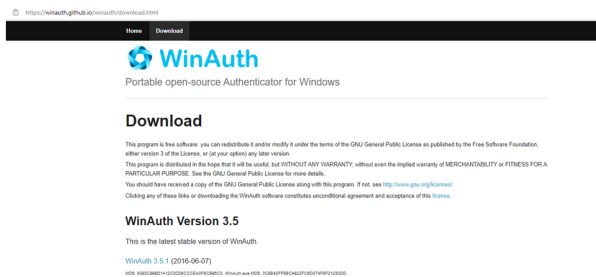 https://winauth.github.io/winauth/download.html
Home Download
WinAuth
Portable open-source Authenticator for Windows
Download
This program is free software: you can redistribute it and/or modify it under the terms of the GNU General Public License as published by the Free Software Foundation,
either version 3 of the License, or (at your option) any later version.
This program is distributed in the hope that it will be useful, but WITHOUT ANY WARRANTY; without even the implied warranty of MERCHANTABILITY or FITNESS FOR A
PARTICULAR PURPOSE. See the GNU General Public License for more details.
You should have received a copy of the GNU General Public License along with this program. If not, see http://www.gnu.org/licenses/.
Clicking any of these links or downloading the WinAuth software constitutes unconditional agreement and acceptance of this license.
WinAuth Version 3.5
This is the latest stable version of WinAuth.
WinAuth 3.5.1 (2016-06-07)
MD5: WinAuth.exe MD5: